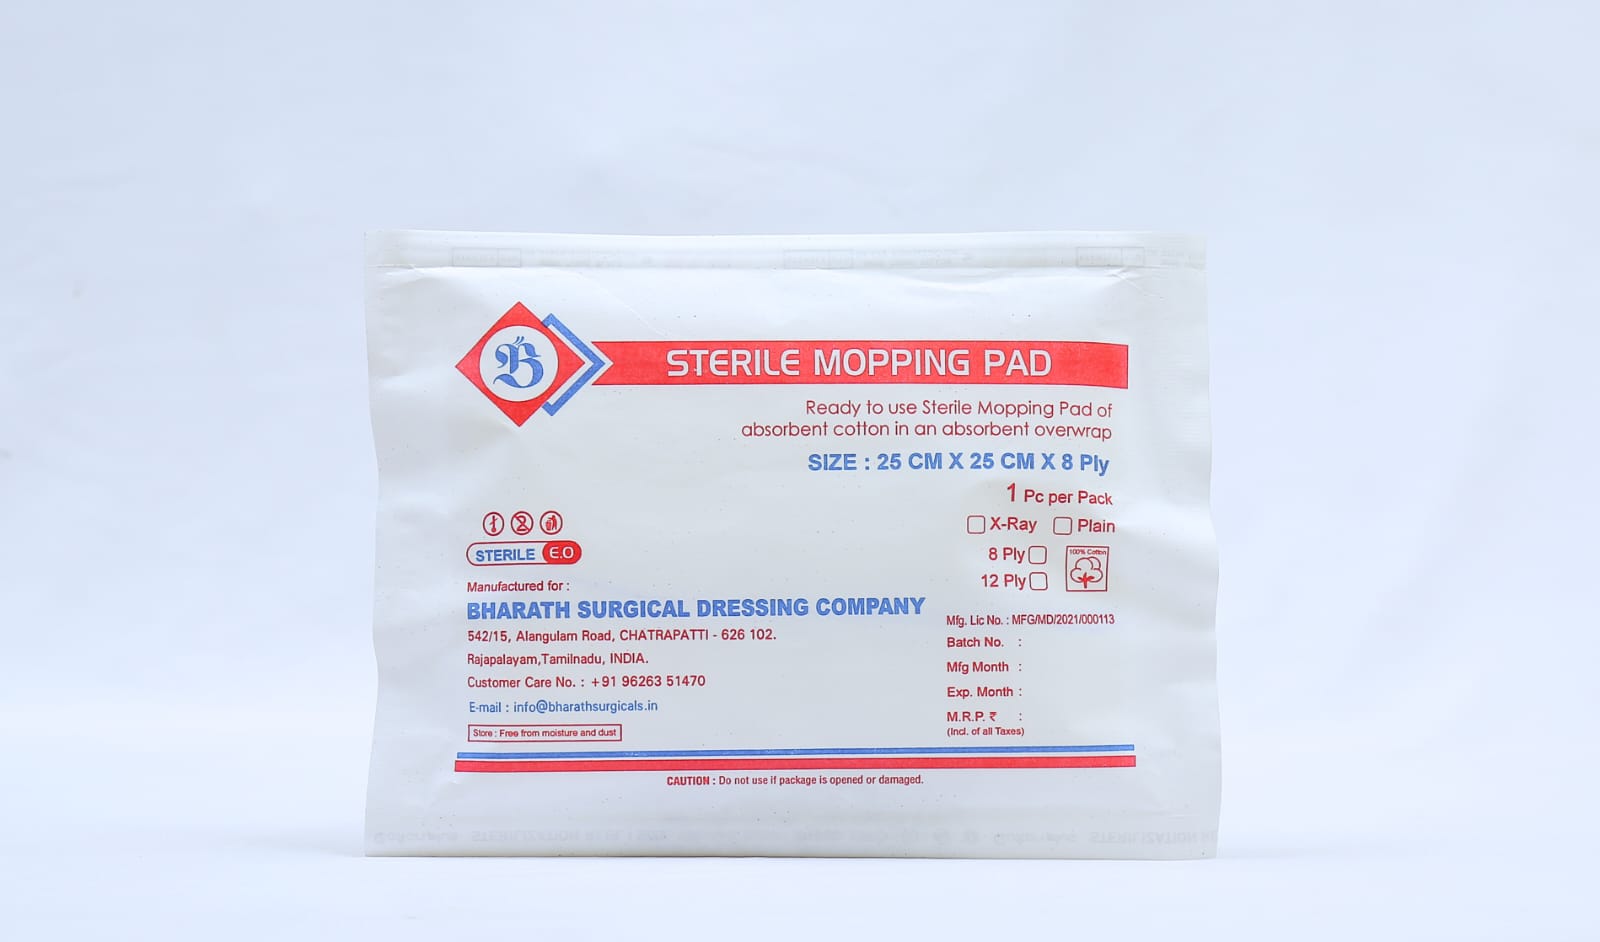 B
STERILE MOPPING PAD
Ready to use Sterile Mopping Pad of
absorbent cotton in an absorbent overwrap
SIZE : 25 CM X 25 CM X 8 Ply
1 Pc per Pack
X-Ray Plain
8 Ply
12 Ply
100% Cotton
STERILE E.O
Manufactured for :
BHARATH SURGICAL DRESSING COMPANY
542/15, Alangulam Road, CHATRAPATTI - 626 102.
Rajapalayam,Tamilnadu, INDIA.
Customer Care No. : +91 96263 51470
E-mail : info@bharathsurgicals.in
Store : Free from moisture and dust
Mfg. Lic No. : MFG/MD/2021/000113
Batch No. :
Mfg Month :
Exp. Month :
M.R.P. ₹ :
(Incl. of all Taxes)
CAUTION : Do not use if package is opened or damaged.